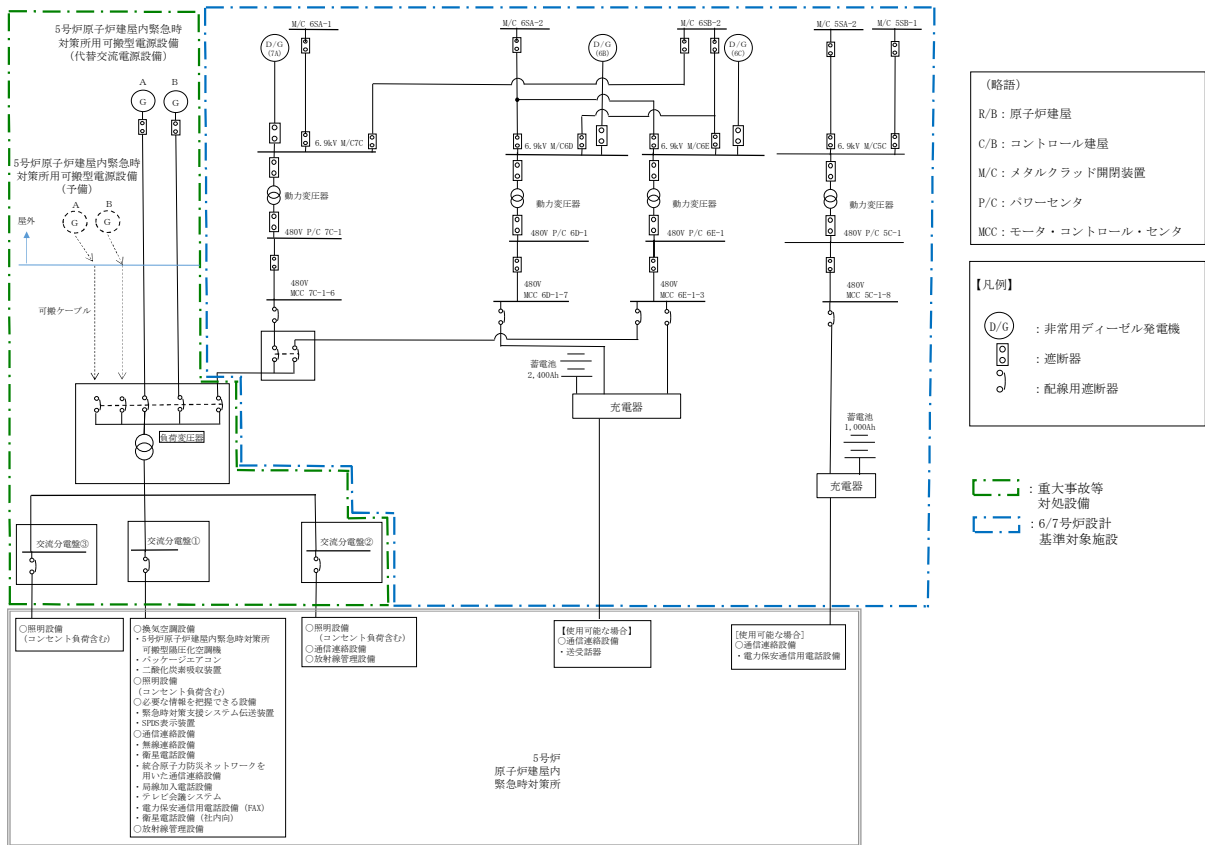 5号炉原子炉建屋内緊急時
対策所用可搬型電源設備
(代替交流電源設備)
A
B
G
G
5号炉原子炉建屋内緊急時
対策所用可搬型電源設備
(予備)
A
B
G
G
屋外
可搬ケーブル
負荷変圧器
交流分電盤③
交流分電盤①
交流分電盤②
M/C 6SA-1
M/C 6SA-2
M/C 6SB-2
M/C 5SA-2
M/C 5SB-1
D/G
(7A)
D/G
(6B)
D/G
(6C)
6.9kV M/C7C
6.9kV M/C6D
6.9kV M/C6E
6.9kV M/C5C
動力変圧器
動力変圧器
動力変圧器
動力変圧器
480V P/C 7C-1
480V P/C 6D-1
480V P/C 6E-1
480V P/C 5C-1
480V
MCC 7C-1-6
480V
MCC 6D-1-7
480V
MCC 6E-1-3
480V
MCC 5C-1-8
蓄電池
2,400Ah
充電器
蓄電池
1,000Ah
充電器
(略語)
R/B:原子炉建屋
C/B:コントロール建屋
M/C:メタルクラッド開閉装置
P/C:パワーセンタ
MCC:モータ・コントロール・センタ
【凡例】
D/G
:非常用ディーゼル発電機
:遮断器
:配線用遮断器
:重大事故等
対処設備
:6/7号炉設計
基準対象施設
○照明設備
(コンセント負荷含む)
○換気空調設備
・5号炉原子炉建屋内緊急時対策所
可搬型陽圧化空調機
・パッケージエアコン
・二酸化炭素吸収装置
○照明設備
(コンセント負荷含む)
○必要な情報を把握できる設備
・緊急時対策支援システム伝送装置
・SPDS表示装置
○通信連絡設備
・無線連絡設備
・衛星電話設備
・統合原子力防災ネットワークを
用いた通信連絡設備
・局線加入電話設備
・テレビ会議システム
・電力保安通信用電話設備 (FAX)
・衛星電話設備 (社内向)
○放射線管理設備
○照明設備
(コンセント負荷含む)
○通信連絡設備
○放射線管理設備
【使用可能な場合】
○通信連絡設備
・送受話器
[使用可能な場合]
○通信連絡設備
・電力保安通信用電話設備
5号炉
原子炉建屋内
緊急時対策所